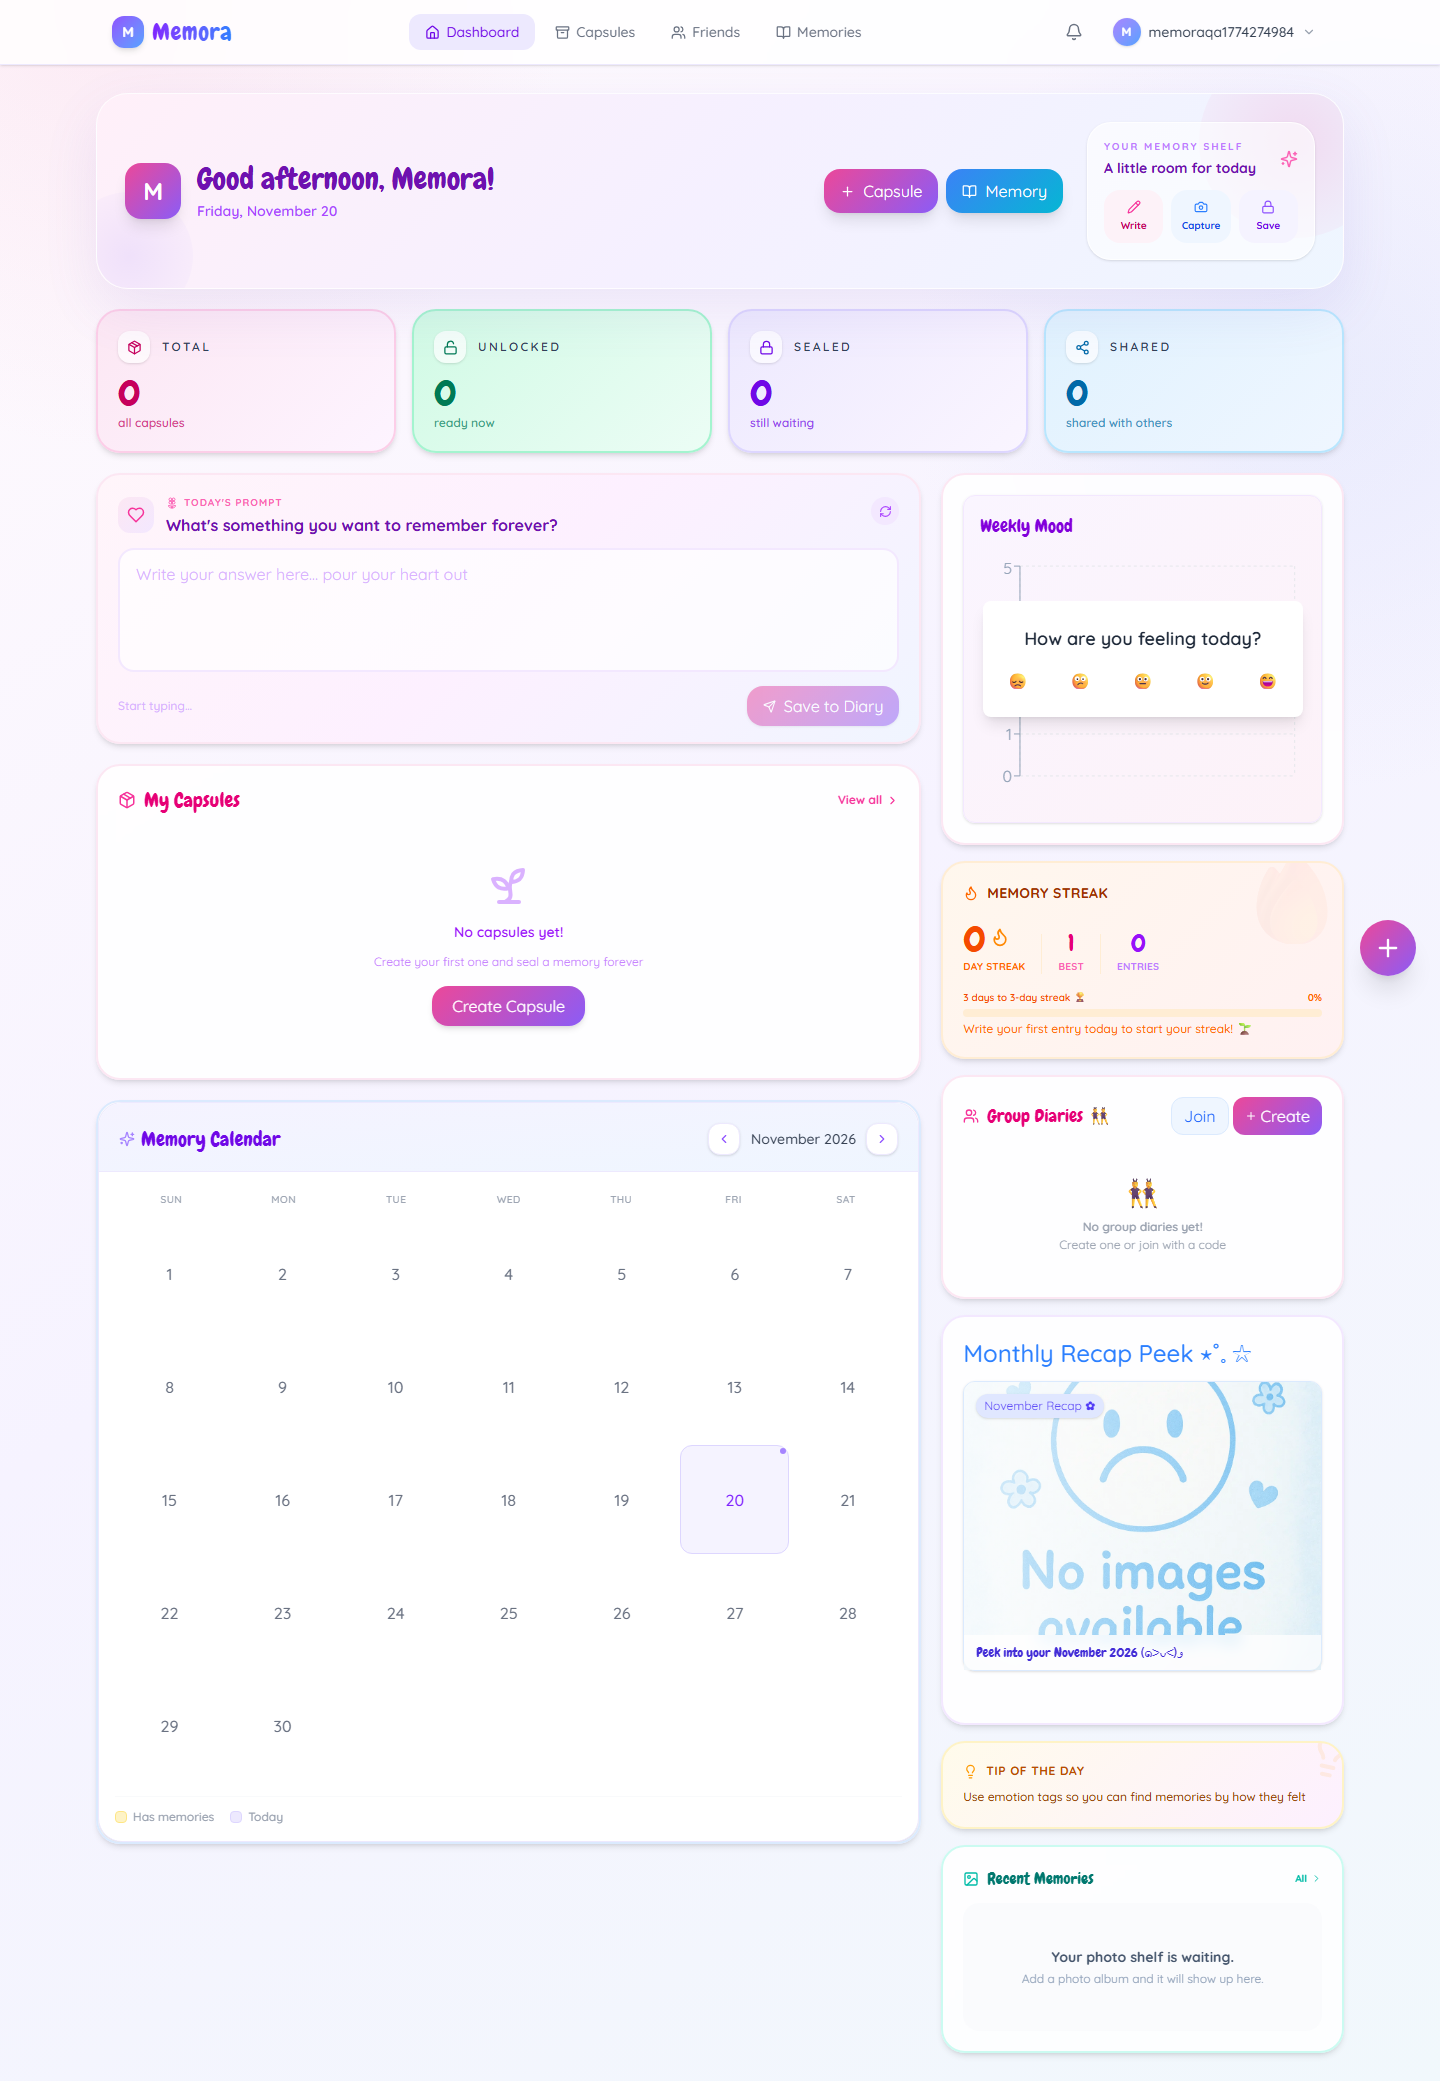 M Memora
Dashboard
Capsules
Friends
Memories
M memoraqa1774274984
M
Good afternoon, Memora!
Friday, November 20
+ Capsule
Memory
YOUR MEMORY SHELF
A little room for today
Write
Capture
Save
TOTAL
0
all capsules
UNLOCKED
0
ready now
SEALED
0
still waiting
SHARED
0
shared with others
TODAY'S PROMPT
What's something you want to remember forever?
Write your answer here... pour your heart out
Start typing...
Save to Diary
Weekly Mood
5
How are you feeling today?
1
0
My Capsules
View all
No capsules yet!
Create your first one and seal a memory forever
Create Capsule
MEMORY STREAK
0
DAY STREAK
1
BEST
0
ENTRIES
3 days to 3-day streak
0%
Write your first entry today to start your streak!
Memory Calendar
November 2026
SUN MON TUE WED THU FRI SAT
1 2 3 4 5 6 7
8 9 10 11 12 13 14
15 16 17 18 19 20 21
22 23 24 25 26 27 28
29 30
Has memories
Today
Group Diaries
Join
+ Create
No group diaries yet!
Create one or join with a code
Monthly Recap Peek ⋆˚｡ ☆
November Recap ✿
No images
available
Peek into your November 2026 (๑>ᴗ<)و
TIP OF THE DAY
Use emotion tags so you can find memories by how they felt
Recent Memories
All
Your photo shelf is waiting.
Add a photo album and it will show up here.